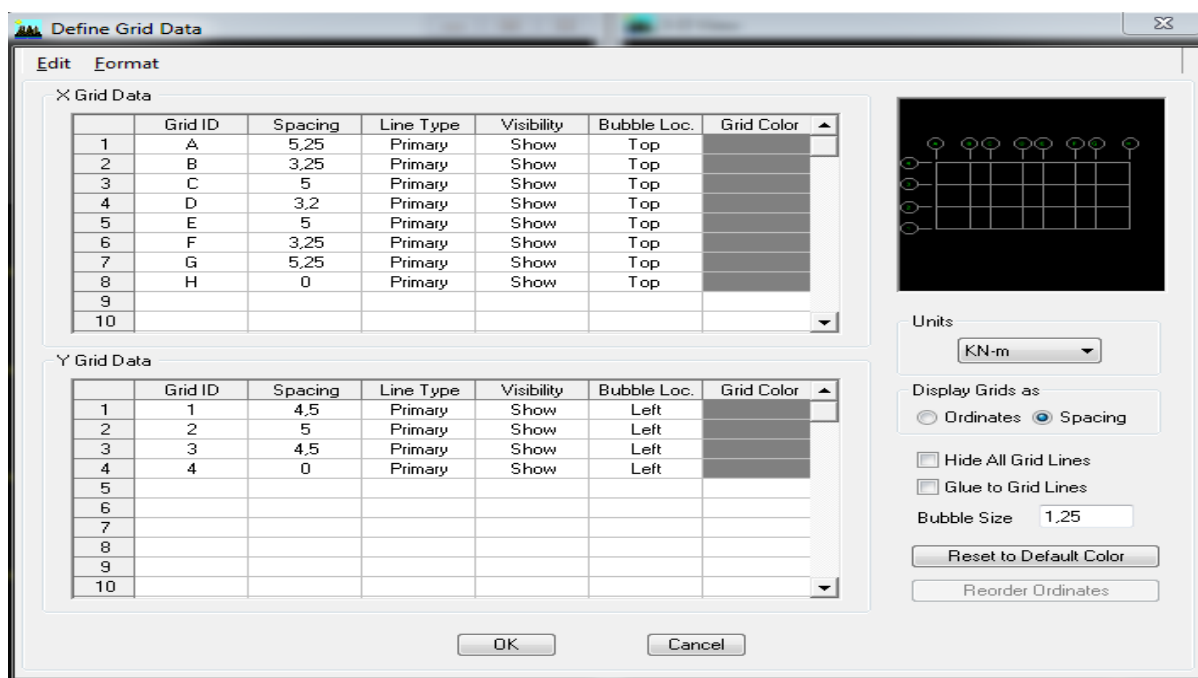 Define Grid Data
Edit Format
X Grid Data
Grid ID Spacing Line Type Visibility Bubble Loc. Grid Color
1 A 5,25 Primary Show Top
2 B 3,25 Primary Show Top
3 C 5 Primary Show Top
4 D 3,2 Primary Show Top
5 E 5 Primary Show Top
6 F 3,25 Primary Show Top
7 G 5,25 Primary Show Top
8 H 0 Primary Show Top
9
10
Y Grid Data
Grid ID Spacing Line Type Visibility Bubble Loc. Grid Color
1 1 4,5 Primary Show Left
2 2 5 Primary Show Left
3 3 4,5 Primary Show Left
4 4 0 Primary Show Left
5
6
7
8
9
10
Units
KN-m
Display Grids as
Ordinates Spacing
Hide All Grid Lines
Glue to Grid Lines
Bubble Size 1,25
Reset to Default Color
Reorder Ordinates
OK Cancel